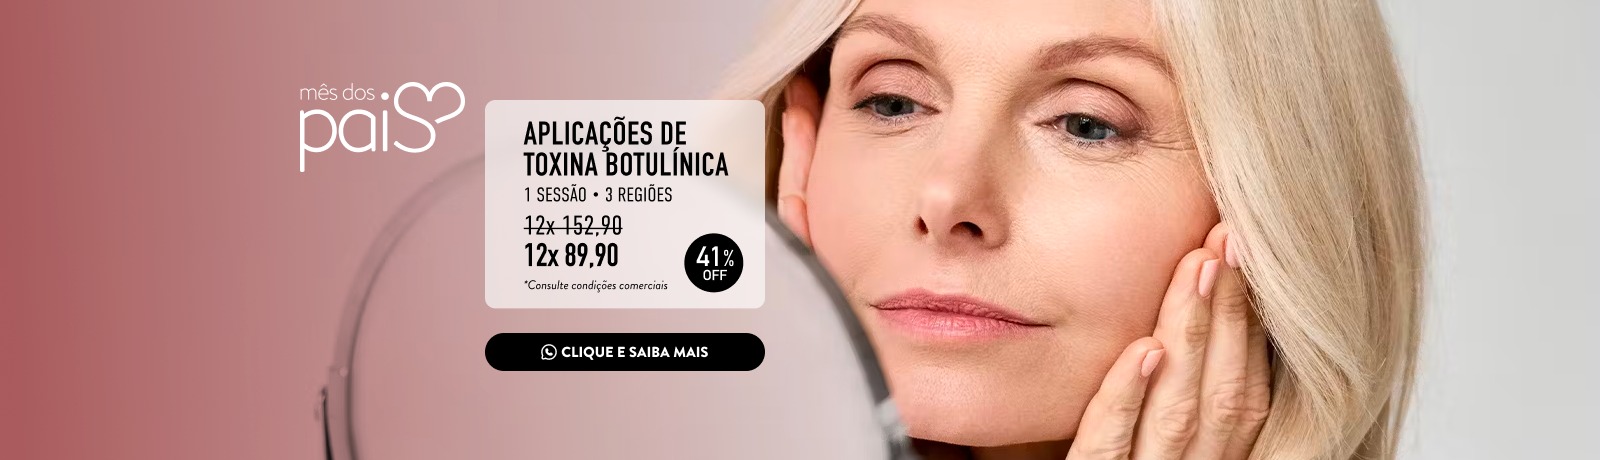 mês dos
pais
APLICAÇÕES DE
TOXINA BOTULÍNICA
1 SESSÃO • 3 REGIÕES
12x 152,90
12x 89,90
41%
OFF
*Consulte condições comerciais
CLIQUE E SAIBA MAIS